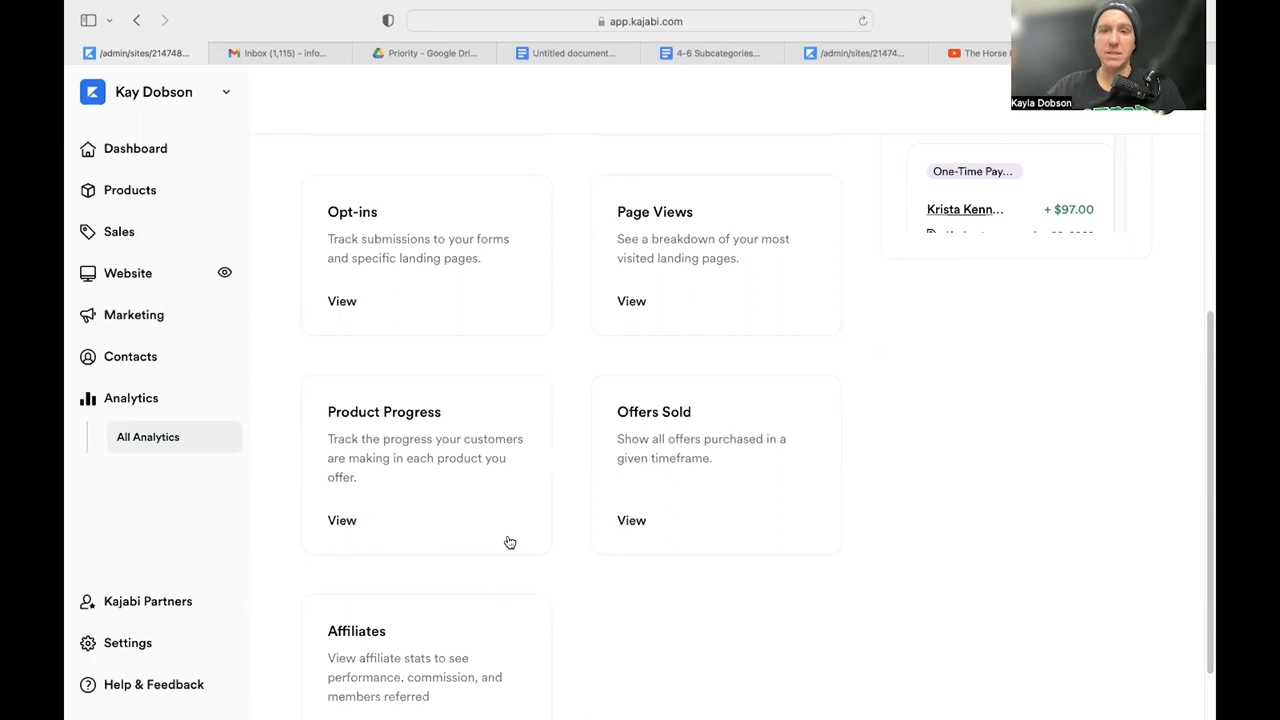 app.kajabi.com
/admin/sites/214748...
Inbox (1,115) - info...
Priority - Google Dri...
Untitled document...
4-6 Subcategories...
/admin/sites/21474...
The Horse
Kayla Dobson
Kay Dobson
Dashboard
Products
Sales
Website
Marketing
Contacts
Analytics
All Analytics
Kajabi Partners
Settings
Help & Feedback
Opt-ins
Track submissions to your forms
and specific landing pages.
View
Page Views
See a breakdown of your most
visited landing pages.
View
Product Progress
Track the progress your customers
are making in each product you
offer.
View
Offers Sold
Show all offers purchased in a
given timeframe.
View
Affiliates
View affiliate stats to see
performance, commission, and
members referred
One-Time Pay...
Krista Kenn...
+ $97.00